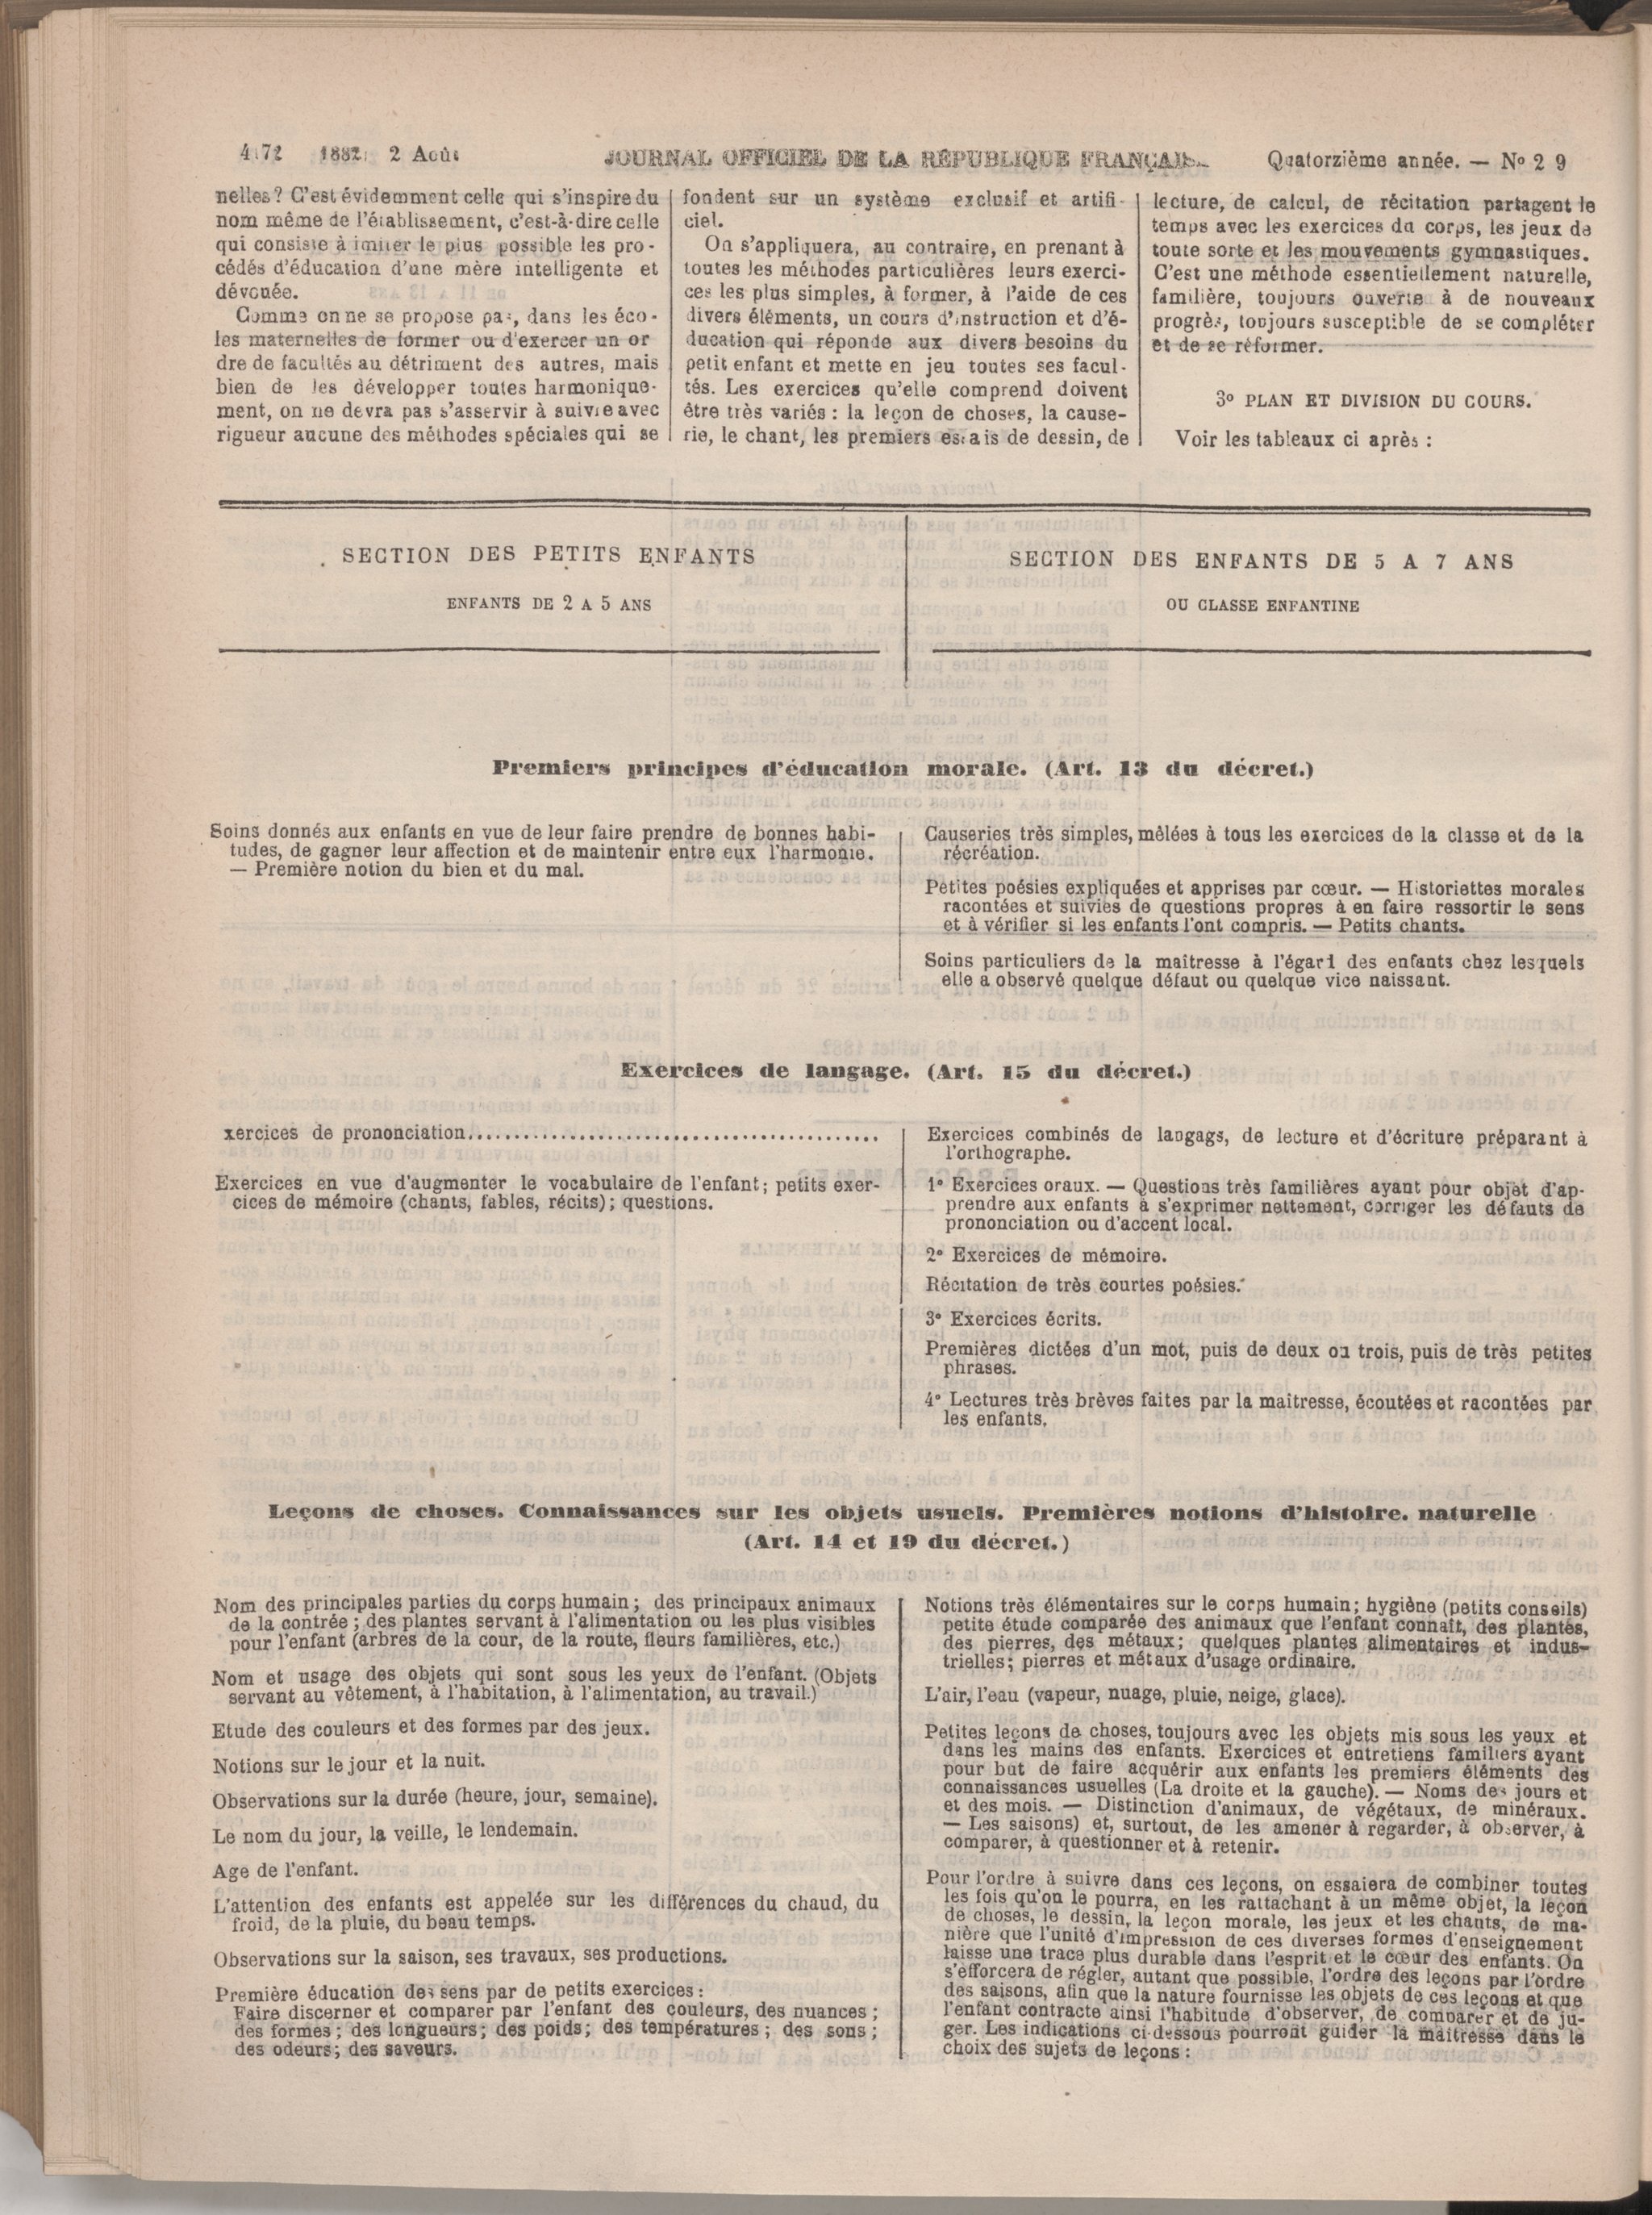 4172 1882 2 Août
JOURNAL OFFICIEL DE LA RÉPUBLIQUE FRANÇAIS
Quatorzième année. — No 2 9
nelles? C'est évidemment celle qui s'inspire du
nom même de l'établissement, c'est-à-dire celle
qui consiste à imiter le plus possible les pro-
cédés d'éducation d'une mère intelligente et
dévouée.
Comme on ne se propose pas, dans les éco-
les maternelles de former ou d'exercer un or
dre de facultés au détriment des autres, mais
bien de les développer toutes harmonique-
ment, on ne devra pas s'asservir à suivre avec
rigueur aucune des méthodes spéciales qui se
fondent sur un système exclusif et artifi-
ciel.
On s'appliquera, au contraire, en prenant à
toutes les méthodes particulières leurs exerci-
ces les plus simples, à former, à l'aide de ces
divers éléments, un cours d'instruction et d'é-
ducation qui réponde aux divers besoins du
petit enfant et mette en jeu toutes ses facul-
tés. Les exercices qu'elle comprend doivent
être très variés : la leçon de choses, la cause-
rie, le chant, les premiers essais de dessin, de
lecture, de calcul, de récitation partagent le
temps avec les exercices du corps, les jeux de
toute sorte et les mouvements gymnastiques.
C'est une méthode essentiellement naturelle,
familière, toujours ouverte à de nouveaux
progrès, toujours susceptible de se compléter
et de se réformer.
3o PLAN ET DIVISION DU COURS.
Voir les tableaux ci après :
SECTION DES PETITS ENFANTS
ENFANTS DE 2 A 5 ANS
SECTION DES ENFANTS DE 5 A 7 ANS
OU CLASSE ENFANTINE
Premiers principes d'éducation morale. (Art. 13 du décret.)
Soins donnés aux enfants en vue de leur faire prendre de bonnes habi-
tudes, de gagner leur affection et de maintenir entre eux l'harmonie.
— Première notion du bien et du mal.
Causeries très simples, mêlées à tous les exercices de la classe et de la
récréation.
Petites poésies expliquées et apprises par cœur. — Historiettes morales
racontées et suivies de questions propres à en faire ressortir le sens
et à vérifier si les enfants l'ont compris. — Petits chants.
Soins particuliers de la maîtresse à l'égard des enfants chez lesquels
elle a observé quelque défaut ou quelque vice naissant.
Exercices de langage. (Art. 15 du décret.)
xercices de prononciation..........................................
Exercices en vue d'augmenter le vocabulaire de l'enfant; petits exer-
cices de mémoire (chants, fables, récits); questions.
Exercices combinés de langags, de lecture et d'écriture préparant à
l'orthographe.
1° Exercices oraux. — Questions très familières ayant pour objet d'ap-
prendre aux enfants à s'exprimer nettement, corriger les défauts de
prononciation ou d'accent local.
2° Exercices de mémoire.
Récitation de très courtes poésies.
3° Exercices écrits.
Premières dictées d'un mot, puis de deux ou trois, puis de très petites
phrases.
4° Lectures très brèves faites par la maîtresse, écoutées et racontées par
les enfants.
Leçons de choses. Connaissances sur les objets usuels. Premières notions d'histoire. naturelle
(Art. 14 et 19 du décret.)
Nom des principales parties du corps humain; des principaux animaux
de la contrée; des plantes servant à l'alimentation ou les plus visibles
pour l'enfant (arbres de la cour, de la route, fleurs familières, etc.)
Nom et usage des objets qui sont sous les yeux de l'enfant. (Objets
servant au vêtement, à l'habitation, à l'alimentation, au travail.)
Etude des couleurs et des formes par des jeux.
Notions sur le jour et la nuit.
Observations sur la durée (heure, jour, semaine).
Le nom du jour, la veille, le lendemain.
Age de l'enfant.
L'attention des enfants est appelée sur les différences du chaud, du
froid, de la pluie, du beau temps.
Observations sur la saison, ses travaux, ses productions.
Première éducation des sens par de petits exercices:
Faire discerner et comparer par l'enfant des couleurs, des nuances;
des formes; des longueurs; des poids; des températures; des sons;
des odeurs; des saveurs.
Notions très élémentaires sur le corps humain; hygiène (petits conseils)
petite étude comparée des animaux que l'enfant connaît, des plantes,
des pierres, des métaux; quelques plantes alimentaires et indus-
trielles; pierres et métaux d'usage ordinaire.
L'air, l'eau (vapeur, nuage, pluie, neige, glace).
Petites leçons de choses, toujours avec les objets mis sous les yeux et
dans les mains des enfants. Exercices et entretiens familiers ayant
pour but de faire acquérir aux enfants les premiers éléments des
connaissances usuelles (La droite et la gauche). — Noms des jours et
et des mois. — Distinction d'animaux, de végétaux, de minéraux.
— Les saisons) et, surtout, de les amener à regarder, à observer, à
comparer, à questionner et à retenir.
Pour l'ordre à suivre dans ces leçons, on essaiera de combiner toutes
les fois qu'on le pourra, en les rattachant à un même objet, la leçon
de choses, le dessin, la leçon morale, les jeux et les chants, de ma-
nière que l'unité d'impression de ces diverses formes d'enseignement
laisse une trace plus durable dans l'esprit et le cœur des enfants. On
s'efforcera de régler, autant que possible, l'ordre des leçons par l'ordre
des saisons, afin que la nature fournisse les objets de ces leçons et que
l'enfant contracte ainsi l'habitude d'observer, de comparer et de ju-
ger. Les indications ci-dessous pourront guider la maîtresse dans le
choix des sujets de leçons: